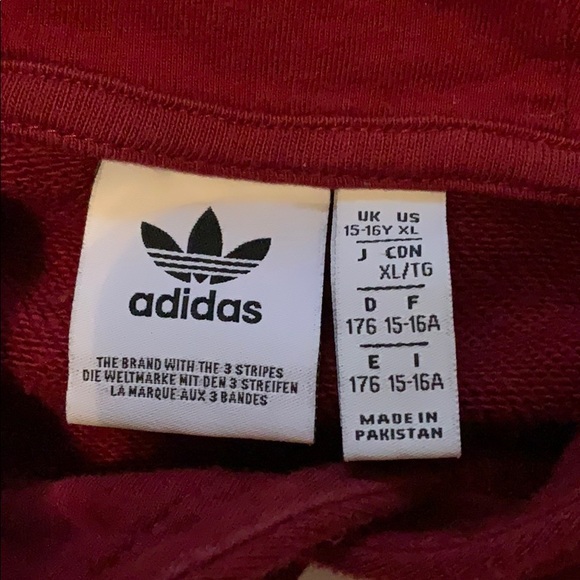 adidas
THE BRAND WITH THE 3 STRIPES
DIE WELTMARKE MIT DEN 3 STREIFEN
LA MARQUE AUX 3 BANDES
UK US
15-16Y XL
J CDN
XL/TG
D F
176 15-16A
E I
176 15-16A
MADE IN
PAKISTAN